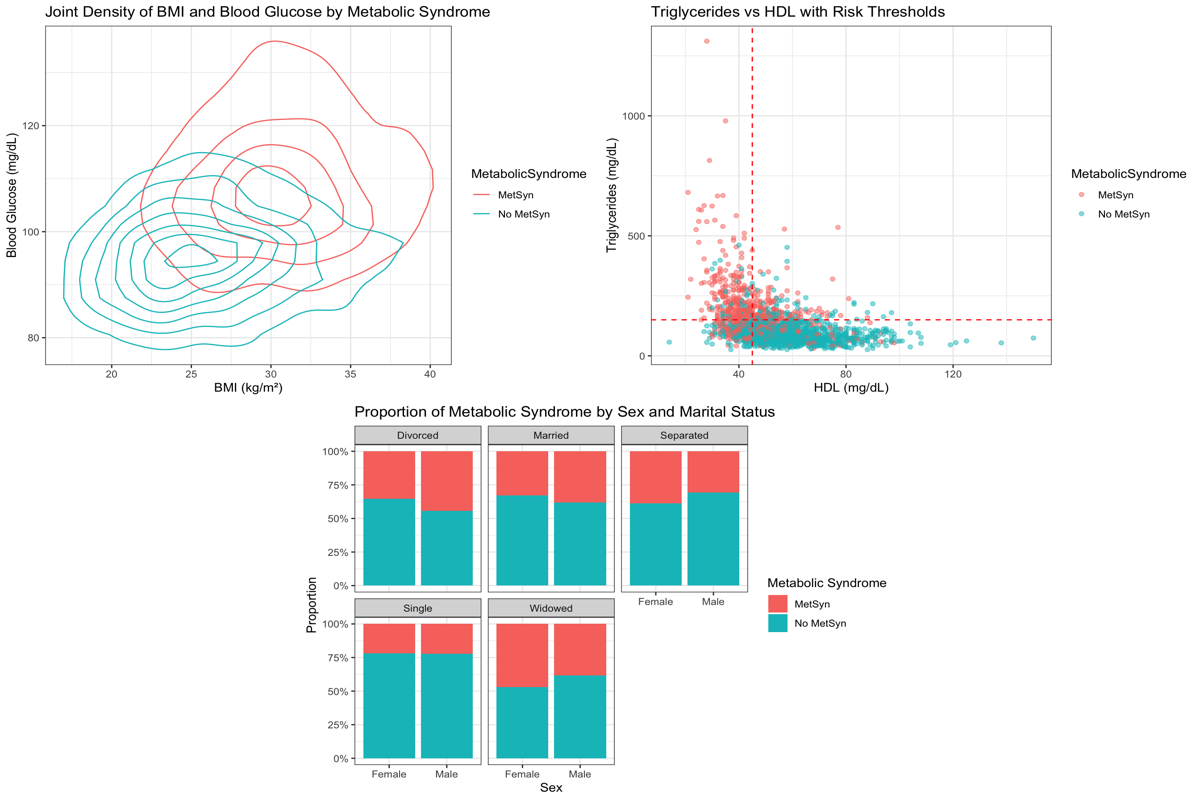 Joint Density of BMI and Blood Glucose by Metabolic Syndrome
Blood Glucose (mg/dL)
120
100
80
20 25 30 35 40
BMI (kg/m²)
MetabolicSyndrome
MetSyn
No MetSyn
Triglycerides vs HDL with Risk Thresholds
Triglycerides (mg/dL)
1000
500
0
40 80 120
HDL (mg/dL)
MetabolicSyndrome
MetSyn
No MetSyn
Proportion of Metabolic Syndrome by Sex and Marital Status
Proportion
Divorced Married Separated
100%
75%
50%
25%
0%
Female Male
Single Widowed
100%
75%
50%
25%
0%
Female Male Female Male
Sex
Metabolic Syndrome
MetSyn
No MetSyn